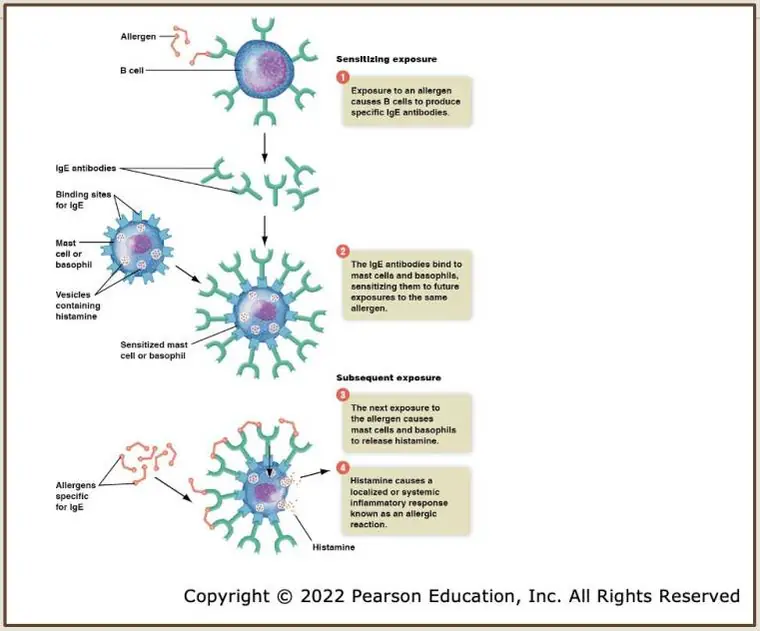 Allergen
B cell
Sensitizing exposure
1
Exposure to an allergen
causes B cells to produce
specific IgE antibodies.
IgE antibodies
Binding sites
for IgE
Mast
cell or
basophil
Vesicles
containing
histamine
Sensitized mast
cell or basophil
2
The IgE antibodies bind to
mast cells and basophils,
sensitizing them to future
exposures to the same
allergen.
Subsequent exposure
3
The next exposure to
the allergen causes
mast cells and basophils
to release histamine.
Allergens
specific
for IgE
4
Histamine causes a
localized or systemic
inflammatory response
known as an allergic
reaction.
Histamine
Copyright © 2022 Pearson Education, Inc. All Rights Reserved